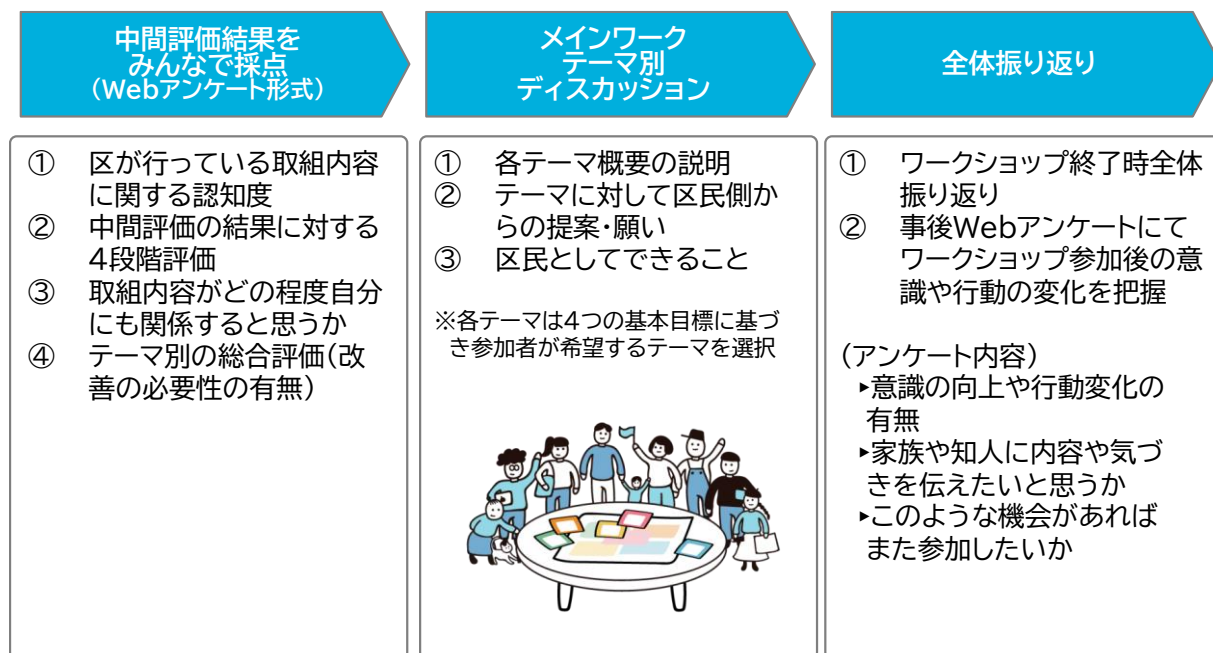 中間評価結果を
みんなで採点
(Webアンケート形式)
① 区が行っている取組内容
に関する認知度
② 中間評価の結果に対する
4段階評価
③ 取組内容がどの程度自分
にも関係すると思うか
④ テーマ別の総合評価(改
善の必要性の有無)
メインワーク
テーマ別
ディスカッション
① 各テーマ概要の説明
② テーマに対して区民側か
らの提案・願い
③ 区民としてできること
※各テーマは4つの基本目標に基づ
き参加者が希望するテーマを選択
全体振り返り
① ワークショップ終了時全体
振り返り
② 事後Webアンケートにて
ワークショップ参加後の意
識や行動の変化を把握
(アンケート内容)
▸意識の向上や行動変化の
有無
▸家族や知人に内容や気づ
きを伝えたいと思うか
▸このような機会があれば
また参加したいか